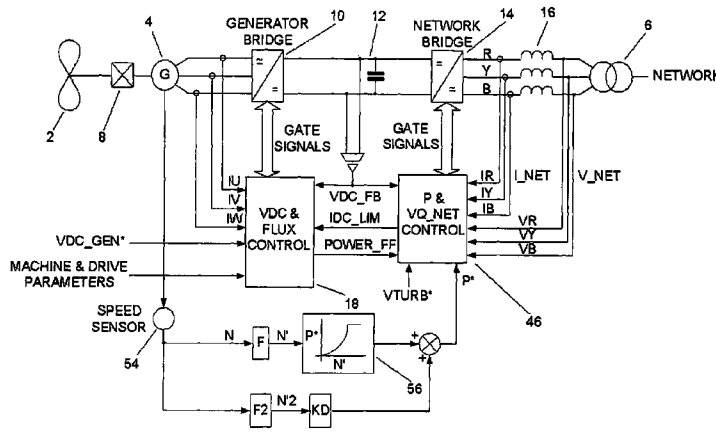 4
GENERATOR
BRIDGE
10
12
NETWORK
BRIDGE
14
16
6
R
Y
B
G
NETWORK
2
8
GATE
SIGNALS
GATE
SIGNALS
I_NET
V_NET
IU
IV
IW
VDC &
FLUX
CONTROL
VDC_FB
IDC_LIM
POWER_FF
P &
VQ_NET
CONTROL
IR
IY
IB
VR
VY
VB
VDC_GEN*
MACHINE & DRIVE
PARAMETERS
18
VTURB*
P*
46
SPEED
SENSOR
54
N
F
N'
P*
N'
56
+
+
F2
N'2
KD